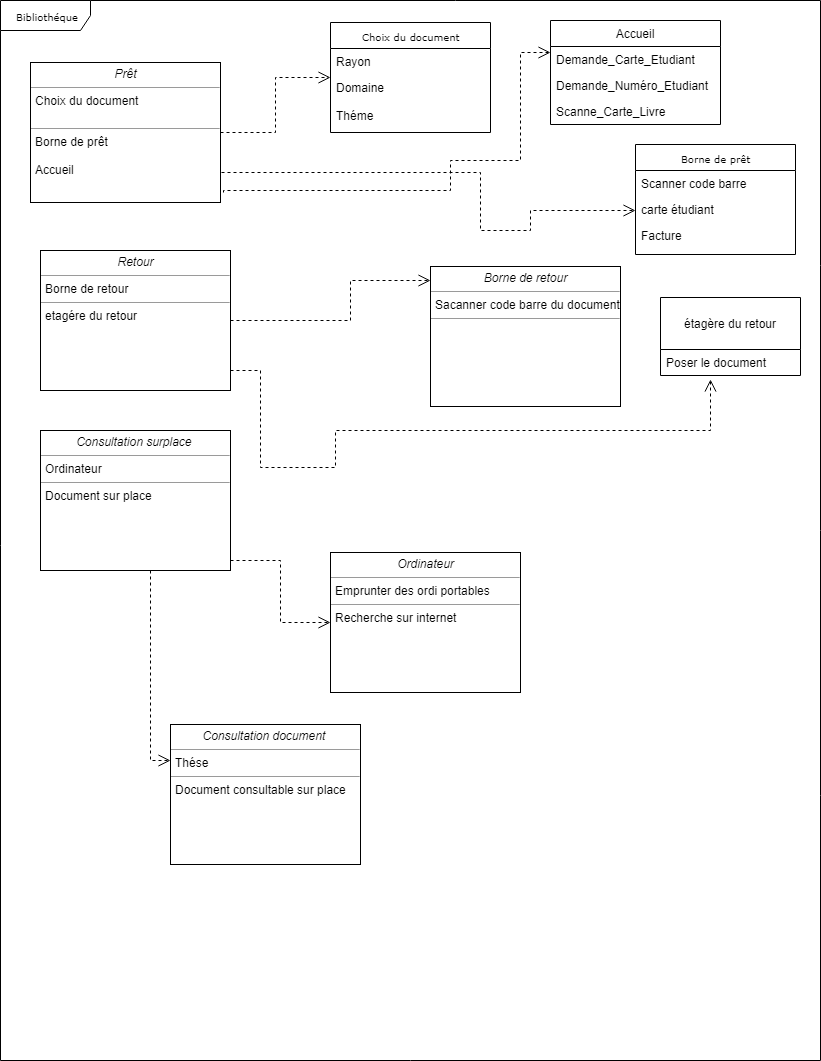 Bibliothéque
Prêt
Choix du document
Borne de prêt
Accueil
Choix du document
Rayon
Domaine
Théme
Accueil
Demande_Carte_Etudiant
Demande_Numéro_Etudiant
Scanne_Carte_Livre
Borne de prêt
Scanner code barre
carte étudiant
Facture
Retour
Borne de retour
etagére du retour
Borne de retour
Sacanner code barre du document
étagère du retour
Poser le document
Consultation surplace
Ordinateur
Document sur place
Ordinateur
Emprunter des ordi portables
Recherche sur internet
Consultation document
Thése
Document consultable sur place